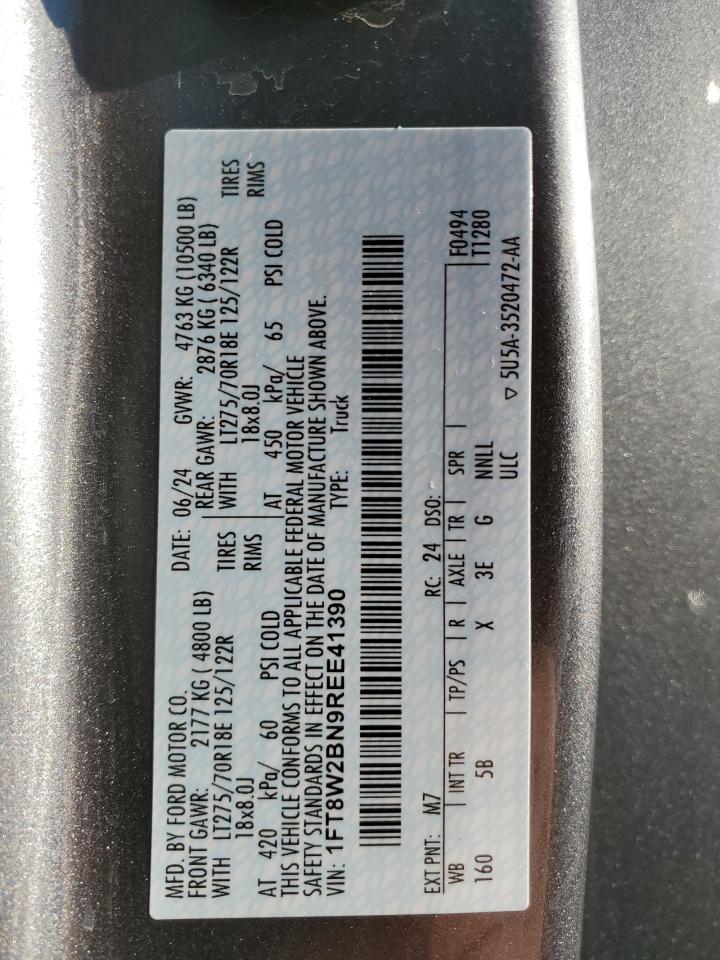 MFD. BY FORD MOTOR CO. DATE: 06/24 GVWR: 4763 KG (10500 LB)
FRONT GAWR: 2177 KG ( 4800 LB) REAR GAWR: 2876 KG ( 6340 LB)
WITH LT275/70R18E 125/122R TIRES WITH LT275/70R18E 125/122R TIRES
18x8.0J RIMS 18x8.0J RIMS
AT 420 kPa/ 60 PSI COLD AT 450 kPa/ 65 PSI COLD
THIS VEHICLE CONFORMS TO ALL APPLICABLE FEDERAL MOTOR VEHICLE
SAFETY STANDARDS IN EFFECT ON THE DATE OF MANUFACTURE SHOWN ABOVE.
VIN: 1FT8W2BN9REE41390 TYPE: Truck
EXT PNT: M7 RC: 24 DSO: F0494
WB INT TR TP/PS R AXLE TR SPR T1280
160 5B X 3E G NNLL
ULC ▽ 5U5A-3520472-AA